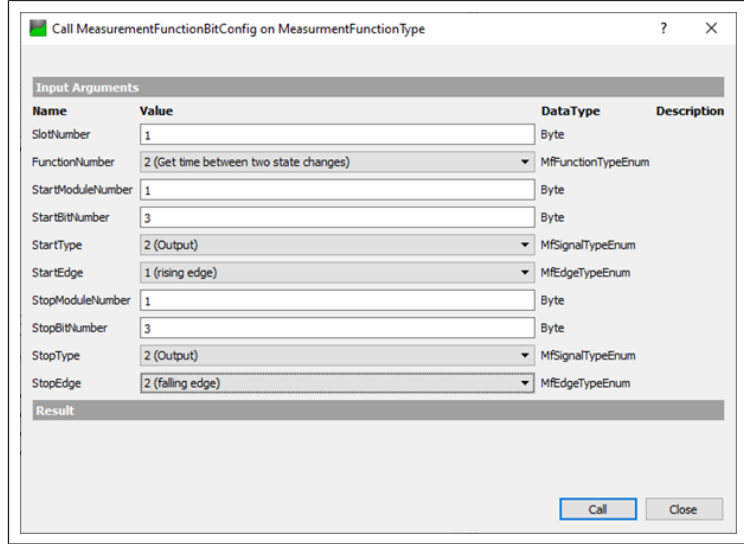 Call MeasurementFunctionBitConfig on MeasurmentFunctionType ? ×
Input Arguments
Name Value DataType Description
SlotNumber 1 Byte
FunctionNumber 2 (Get time between two state changes) MfFunctionTypeEnum
StartModuleNumber 1 Byte
StartBitNumber 3 Byte
StartType 2 (Output) MfSignalTypeEnum
StartEdge 1 (rising edge) MfEdgeTypeEnum
StopModuleNumber 1 Byte
StopBitNumber 3 Byte
StopType 2 (Output) MfSignalTypeEnum
StopEdge 2 (falling edge) MfEdgeTypeEnum
Result
Call Close